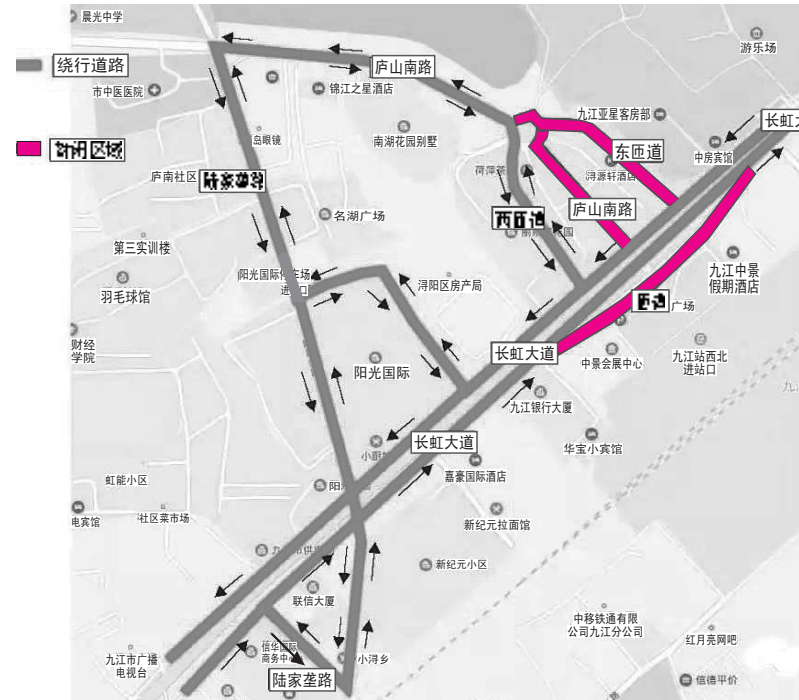 晨光中学
游乐场
绕行道路
庐山南路
市中医医院
锦江之星酒店
九江亚星客房部
长虹大
岛眼镜
南湖花园别墅
中房宾馆
东匝道
庐南社区
荷萍茶
浔源轩酒店
名湖广场
庐山南路
第三实训楼
阳光国际停车场
进 口
浔阳区房产局
九江中景
假期酒店
羽毛球馆
广场
财经
学院
长虹大道
中景会展中心
九江站西北
进站口
阳光国际
九江银行大厦
长虹大道
华宝小宾馆
虹能小区
嘉豪国际酒店
电宾馆
社区菜市场
新纪元拉面馆
新纪元小区
联信大厦
中移铁通有限
公司九江分公司
红月亮网吧
九江市广播
电视台
信华国际
商务中心
小浔乡
陆家垄路
信德平价